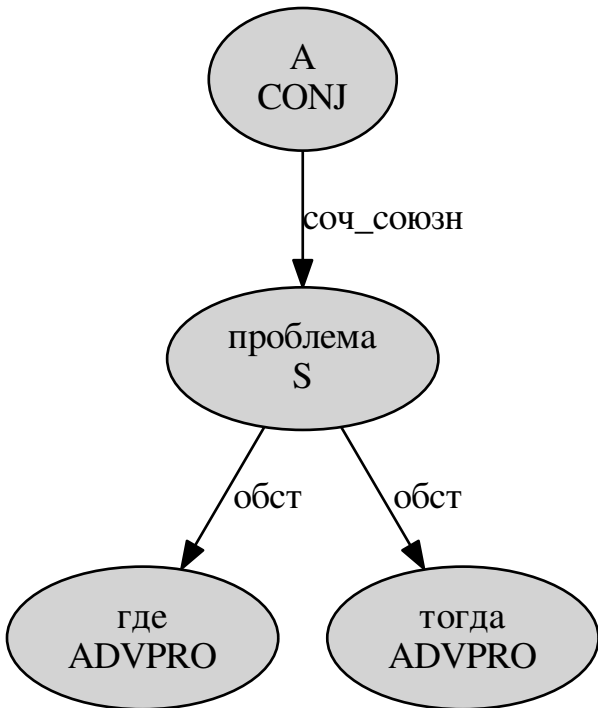 А
CONJ
соч_союзн
проблема
S
обст
обст
где
ADVPRO
тогда
ADVPRO